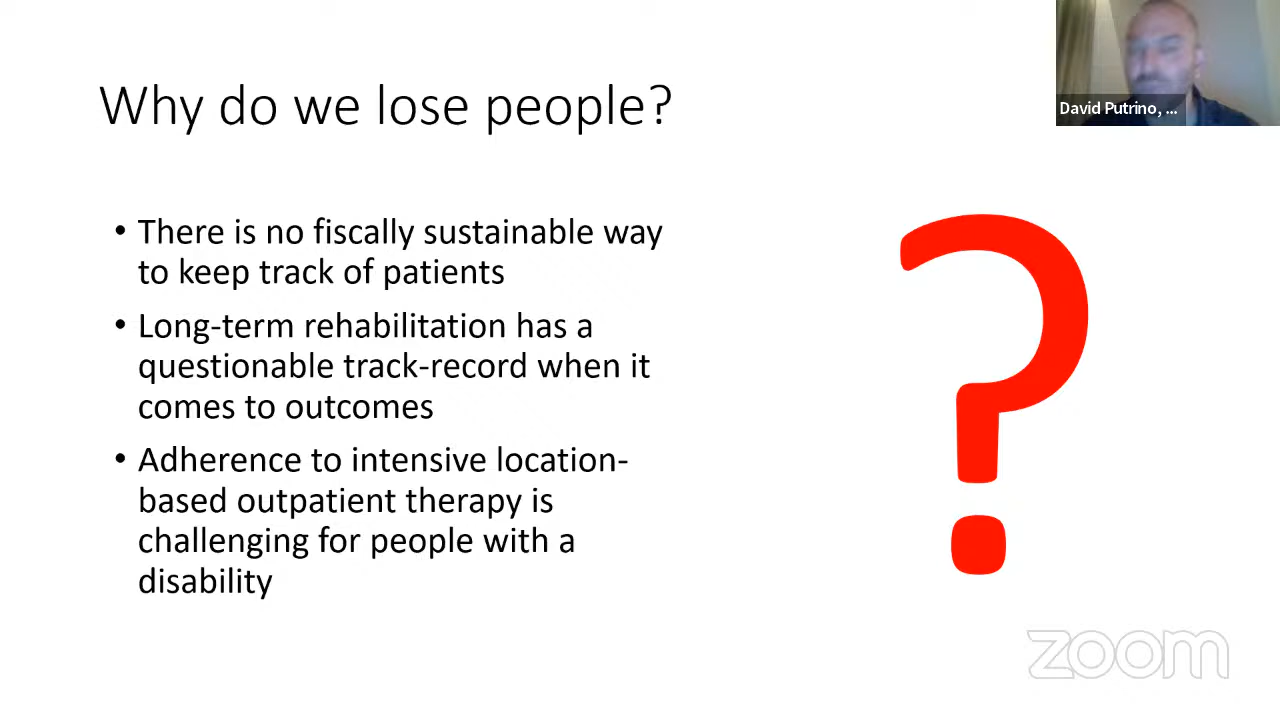 Why do we lose people?
David Putrino, ...
• There is no fiscally sustainable way
to keep track of patients
• Long-term rehabilitation has a
questionable track-record when it
comes to outcomes
• Adherence to intensive location-
based outpatient therapy is
challenging for people with a
disability
?
zoom